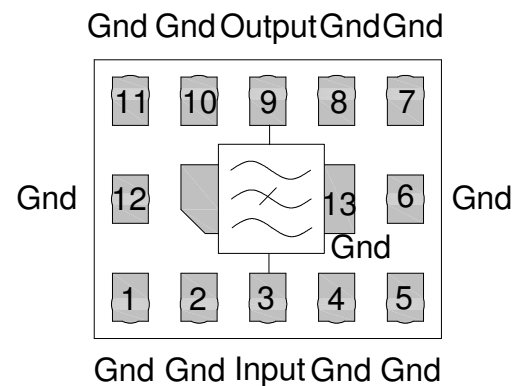 Gnd Gnd Output Gnd Gnd
11 10 9 8 7
Gnd 12 13 6 Gnd
Gnd
1 2 3 4 5
Gnd Gnd Input Gnd Gnd